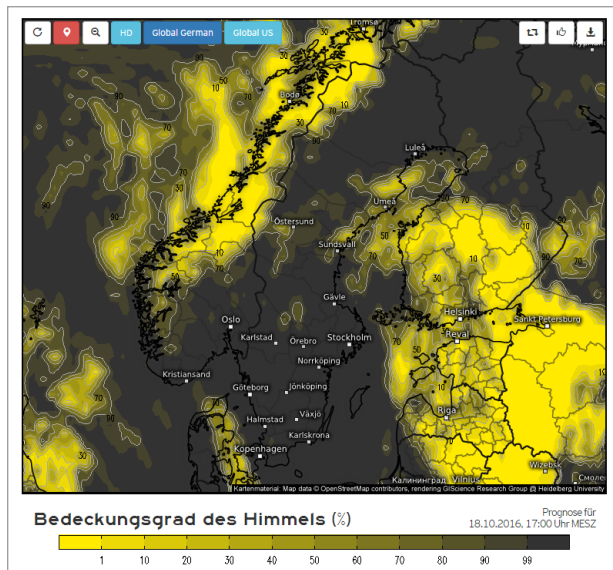 HD Global German Global US
Tromsø
Bodø
Luleå
Umeå
Östersund
Sundsvall
Gävle
Helsinki
Sankt Petersburg
Oslo
Reval
Karlstad
Örebro
Stockholm
Norrköping
Kristiansand
Göteborg
Jönköping
Riga
Halmstad
Växjö
Karlskrona
Kopenhagen
Wizebsk
Калининград Vilnius
Kartenmaterial: Map data © OpenStreetMap contributors, rendering GIScience Research Group @ Heidelberg University
Bedeckungsgrad des Himmels (%)
Prognose für
18.10.2016, 17:00 Uhr MESZ
1 10 20 30 40 50 60 70 80 90 99